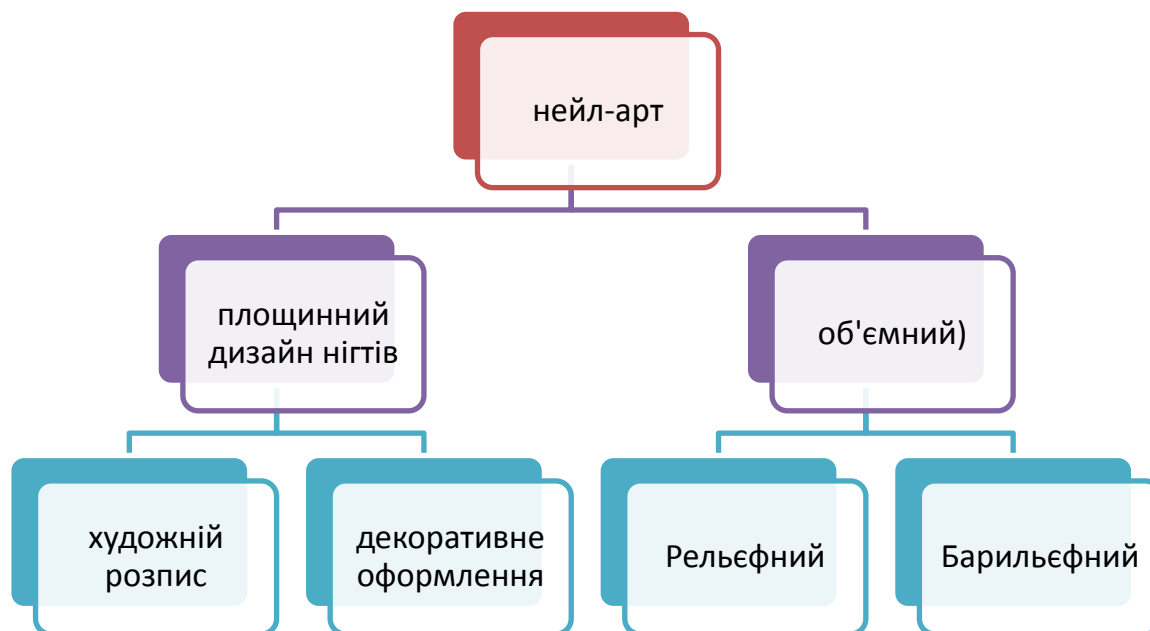 нейл-арт
площинний
дизайн нігтів
об'ємний)
художній
розпис
декоративне
оформлення
Рельєфний
Барильєфний